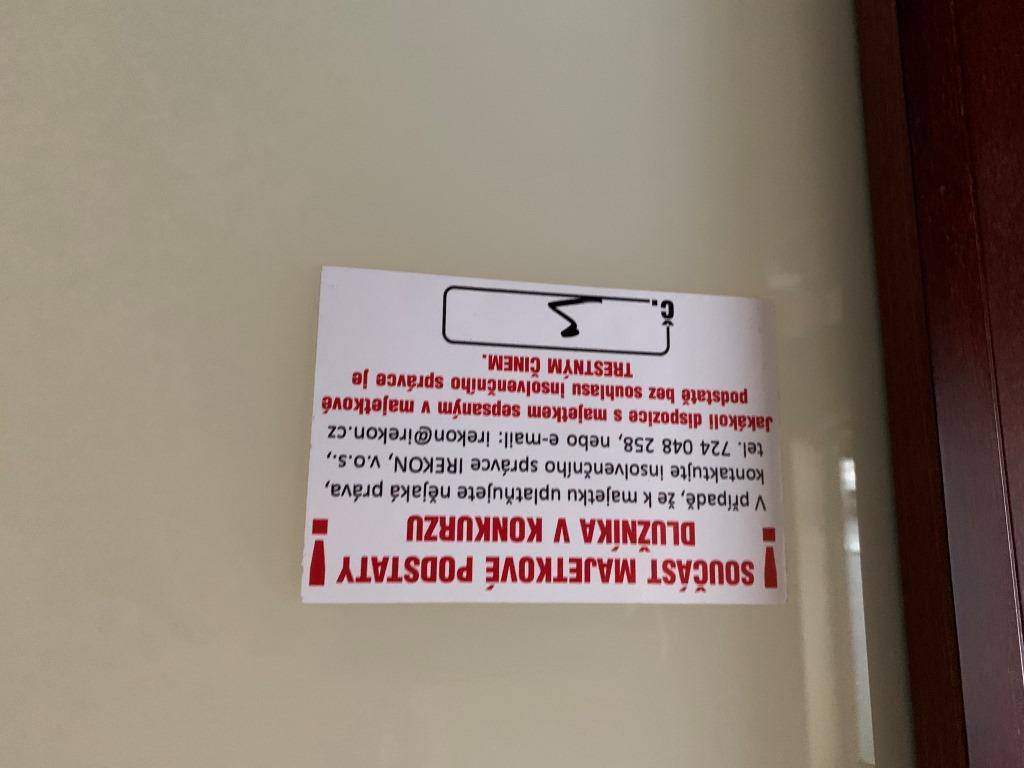 ! SOUČÁST MAJETKOVÉ PODSTATY !
DLUŽNÍKA V KONKURZU
V případě, že k majetku uplatňujete nějaká práva,
kontaktujte insolvenčního správce IREKON, v.o.s.,
tel. 724 048 258, nebo e-mail: irekon@irekon.cz
Jakákoli dispozice s majetkem sepsaným v majetkové
podstatě bez souhlasu insolvenčního správce je
TRESTNÝM ČINEM.
Č.